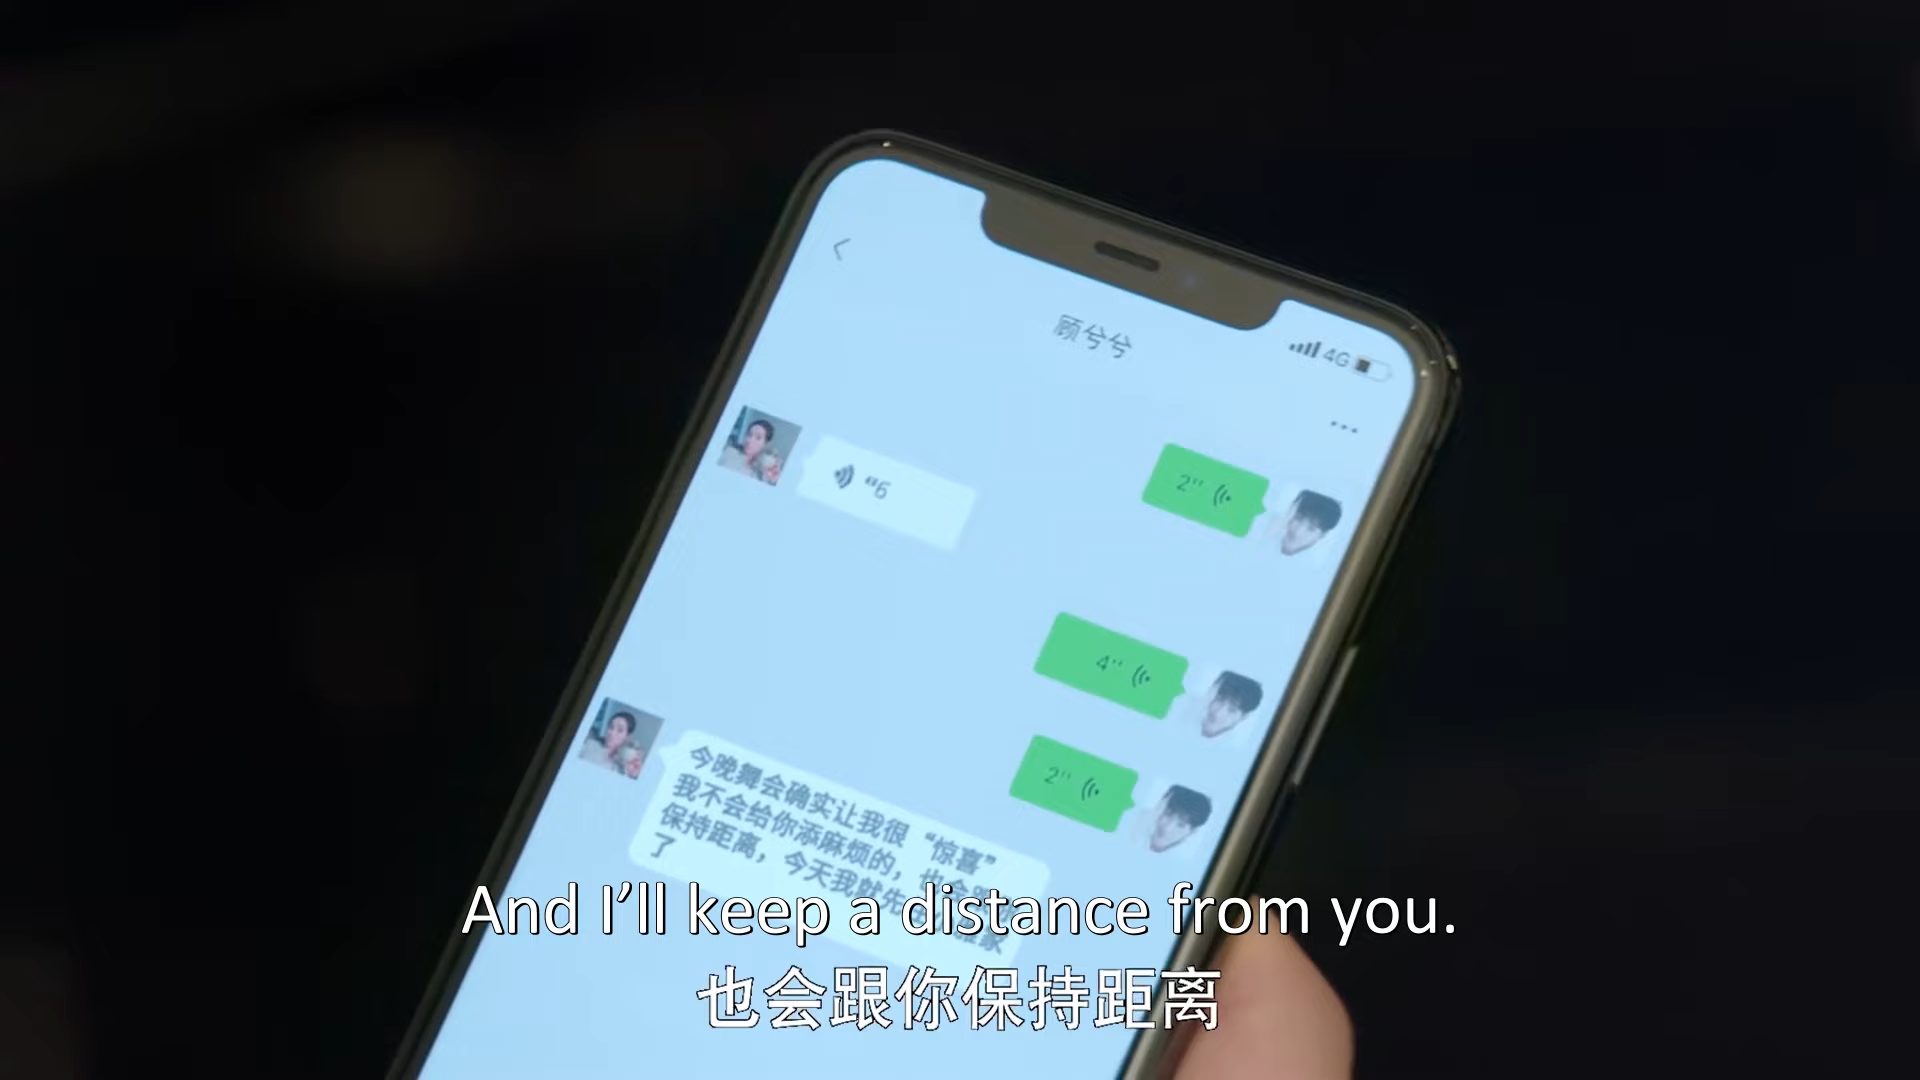 顾兮兮
4G
"6
2''
4''
2''
今晚舞会确实让我很“惊喜”
我不会给你添麻烦的，也会跟你
保持距离，今天我就先
家
了
And I'll keep a distance from you.
也会跟你保持距离